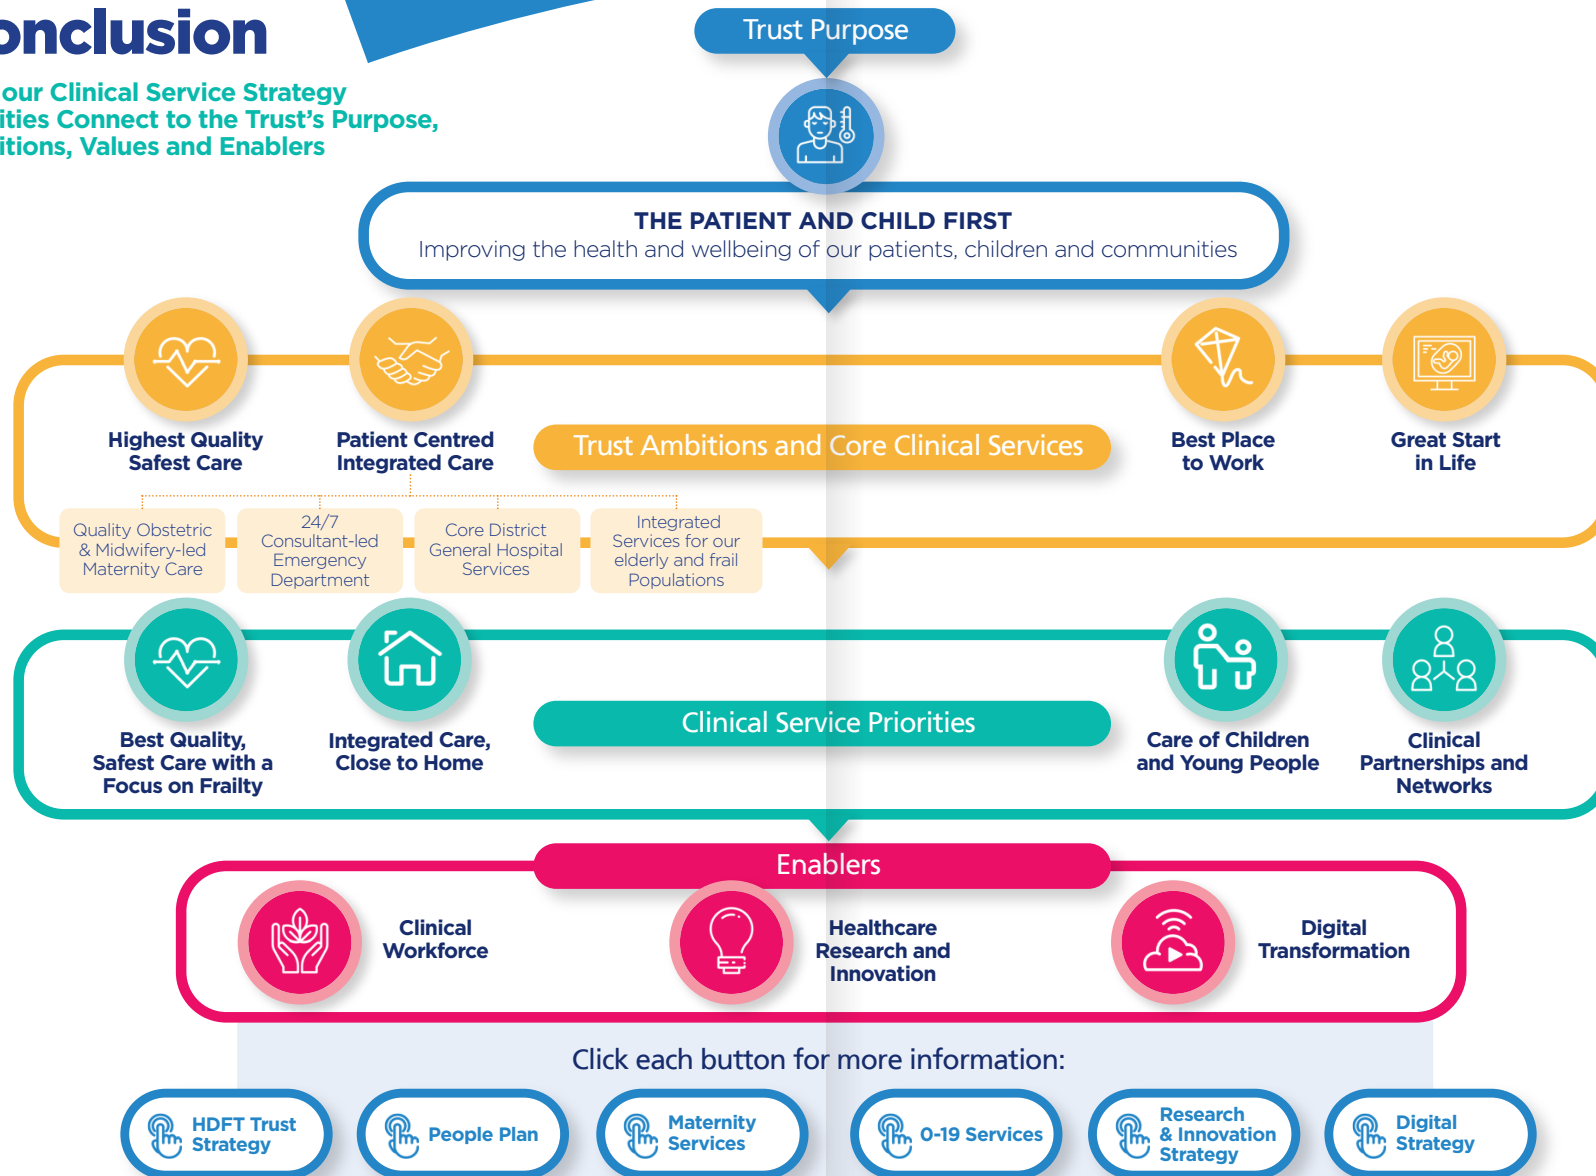 onclusion
our Clinical Service Strategy
ities Connect to the Trust's Purpose,
itions, Values and Enablers
Trust Purpose
THE PATIENT AND CHILD FIRST
Improving the health and wellbeing of our patients, children and communities
Highest Quality
Safest Care
Patient Centred
Integrated Care
Trust Ambitions and Core Clinical Services
Best Place
to Work
Great Start
in Life
Quality Obstetric
& Midwifery-led
Maternity Care
24/7
Consultant-led
Emergency
Department
Core District
General Hospital
Services
Integrated
Services for our
elderly and frail
Populations
Best Quality,
Safest Care with a
Focus on Frailty
Integrated Care,
Close to Home
Clinical Service Priorities
Care of Children
and Young People
Clinical
Partnerships and
Networks
Enablers
Clinical
Workforce
Healthcare
Research and
Innovation
Digital
Transformation
Click each button for more information:
HDFT Trust
Strategy
People Plan
Maternity
Services
0-19 Services
Research
& Innovation
Strategy
Digital
Strategy